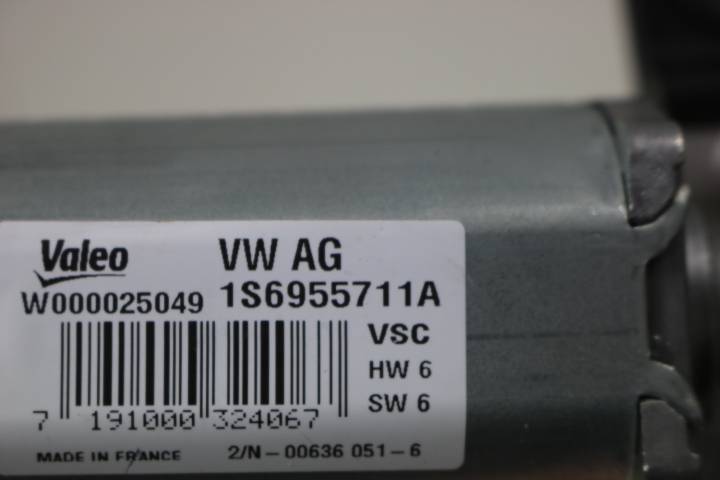 Valeo VW AG
W000025049 1S6955711A
VSC
HW 6
SW 6
7 191000 324067
MADE IN FRANCE 2/N - 00636 051 - 6